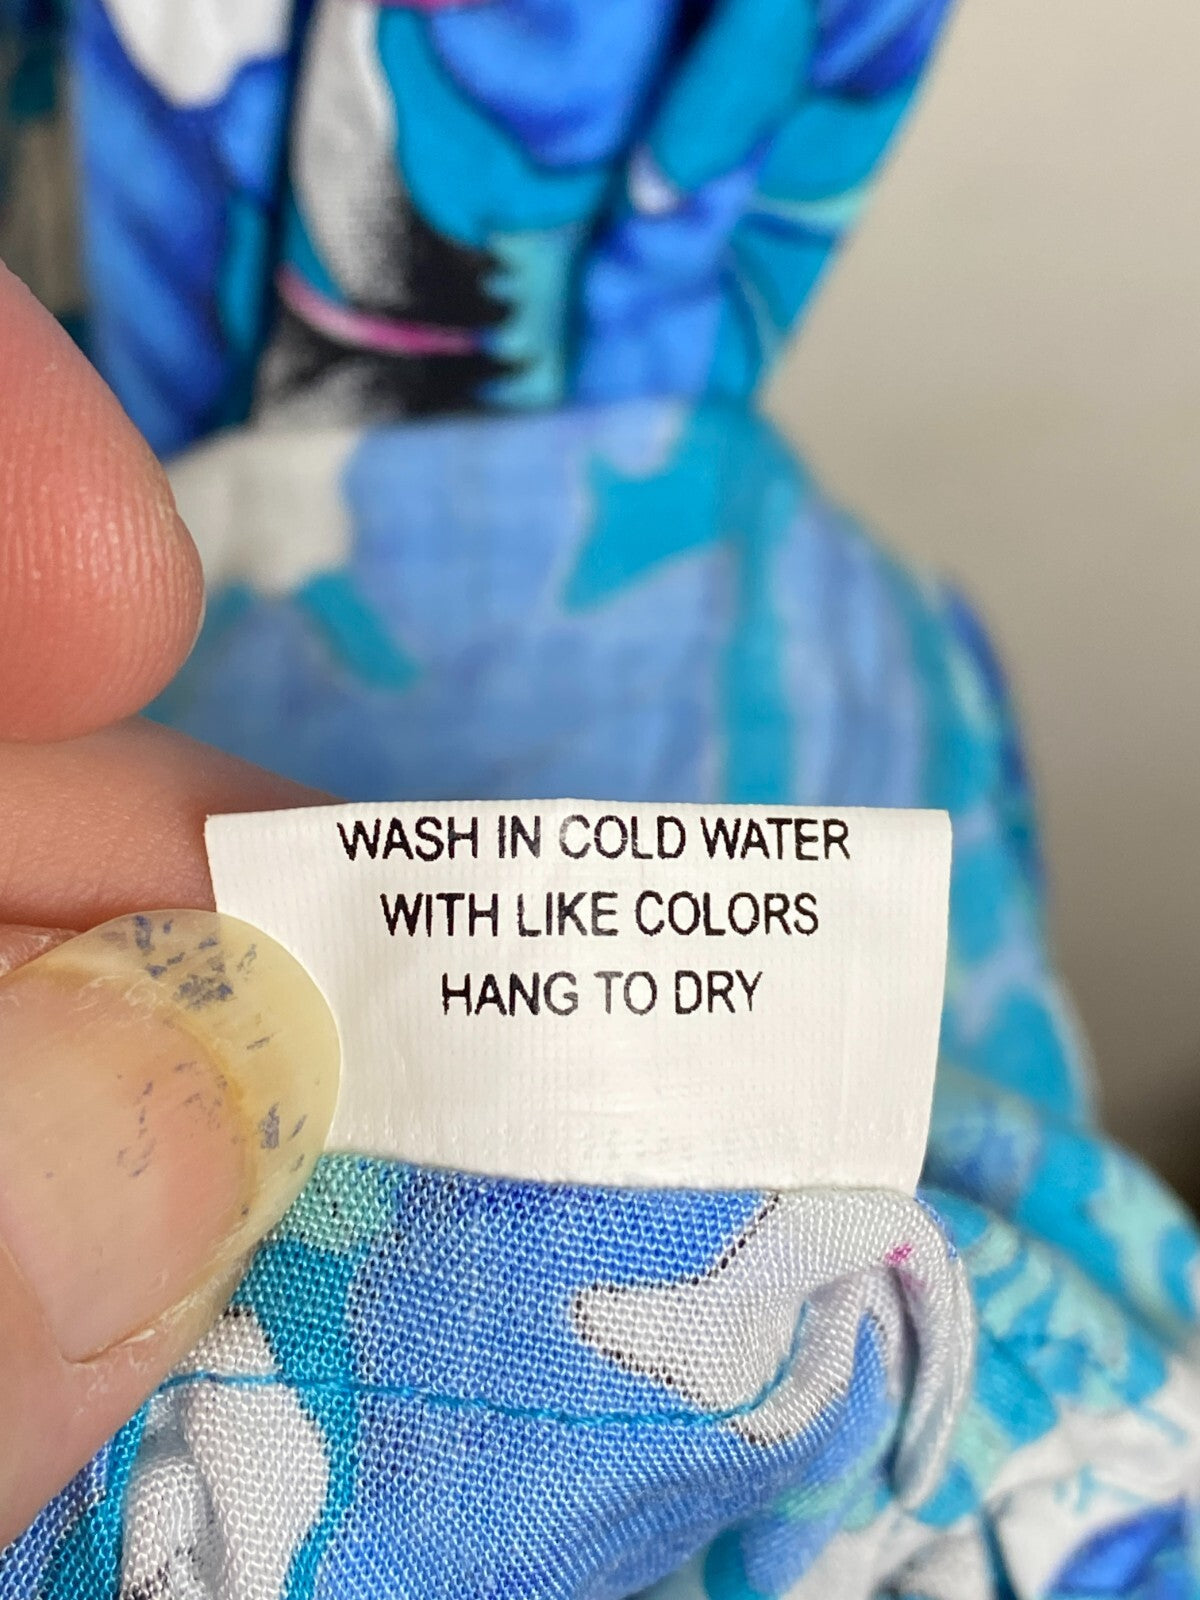 WASH IN COLD WATER
WITH LIKE COLORS
HANG TO DRY